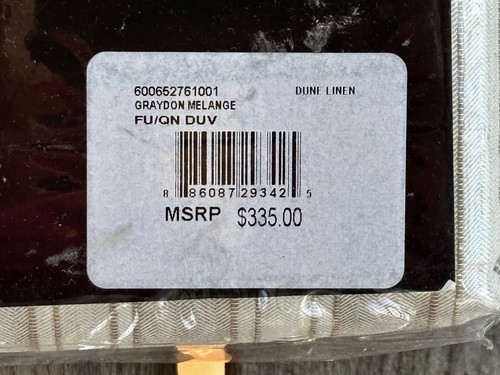 600652761001 DUNE LINEN
GRAYDON MELANGE
FU/QN DUV
8 86087 29342 5
MSRP $335.00